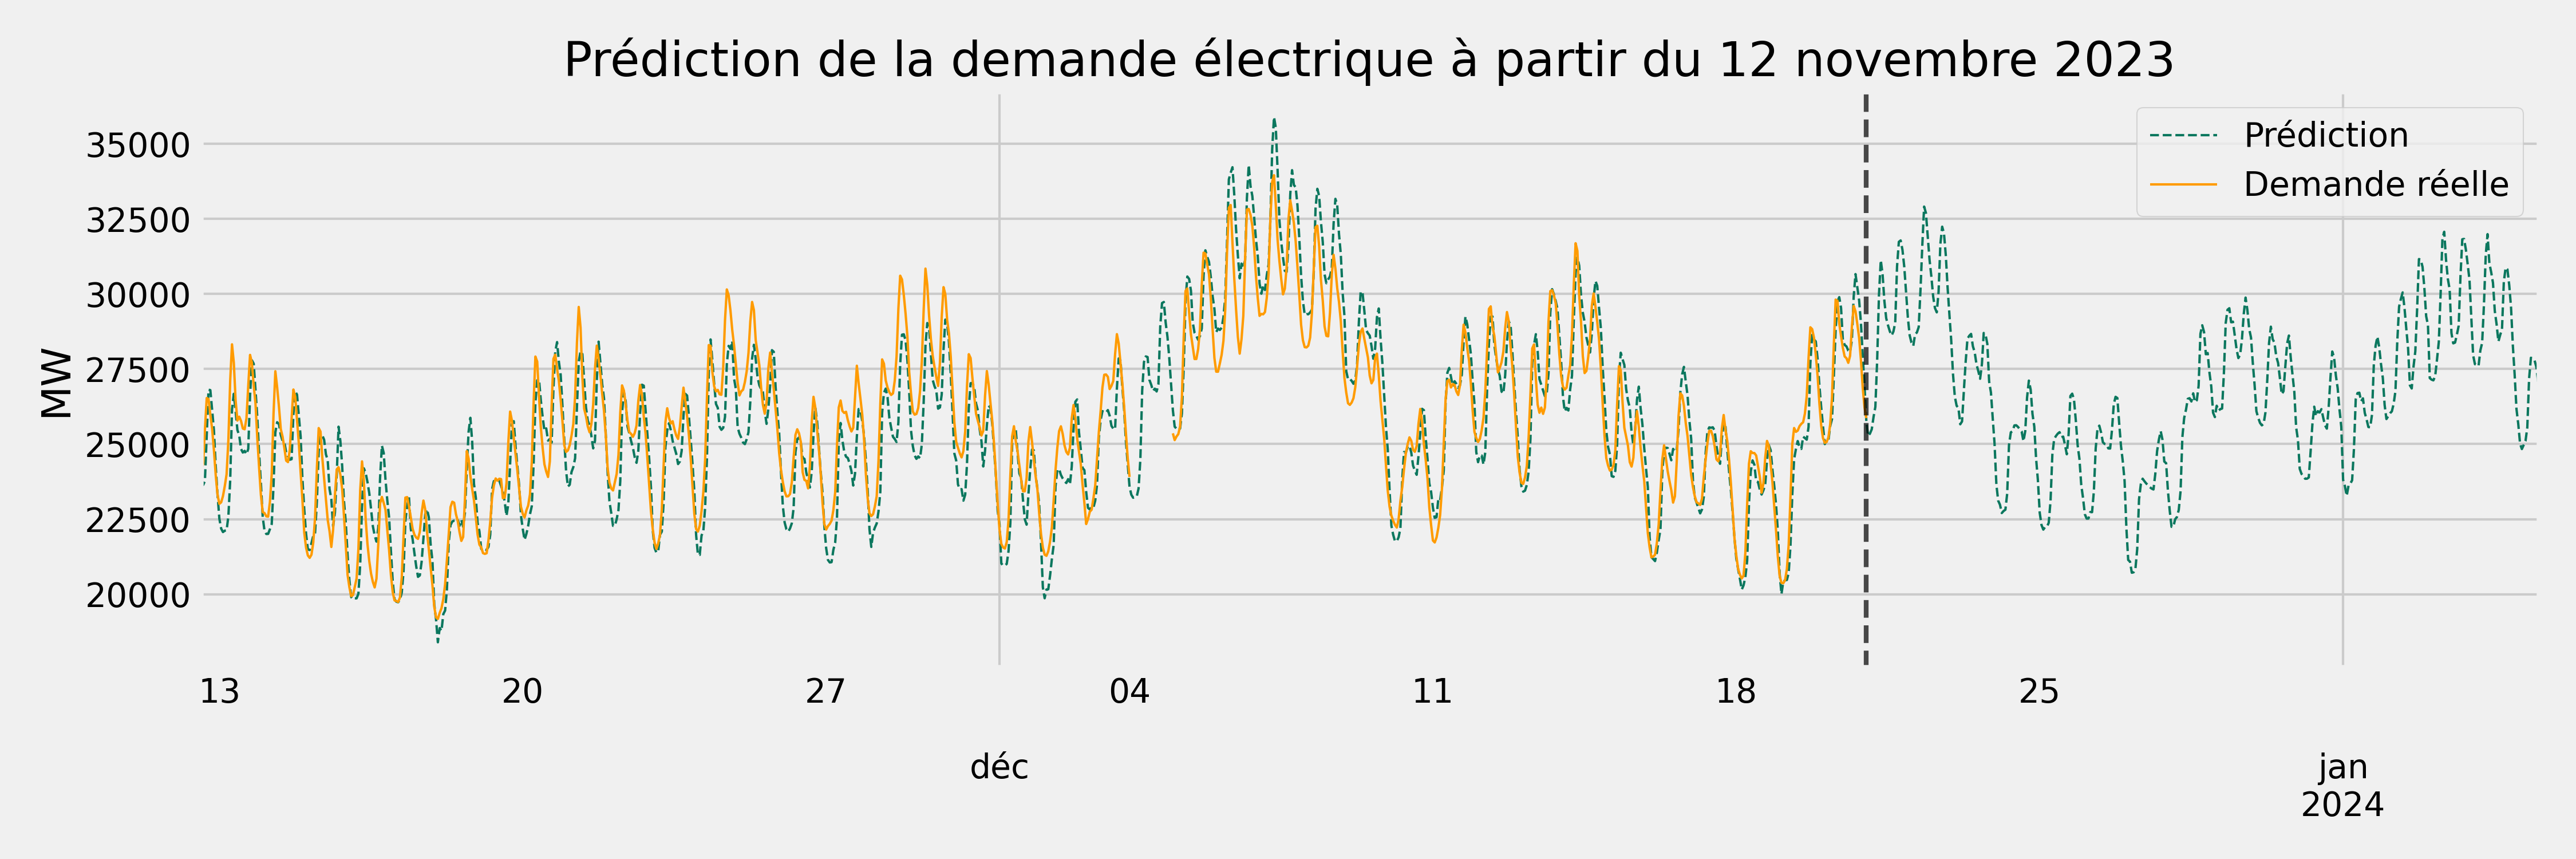 Prédiction de la demande électrique à partir du 12 novembre 2023
Prédiction
Demande réelle
MW
35000
32500
30000
27500
25000
22500
20000
13 20 27 04 11 18 25
déc jan
2024